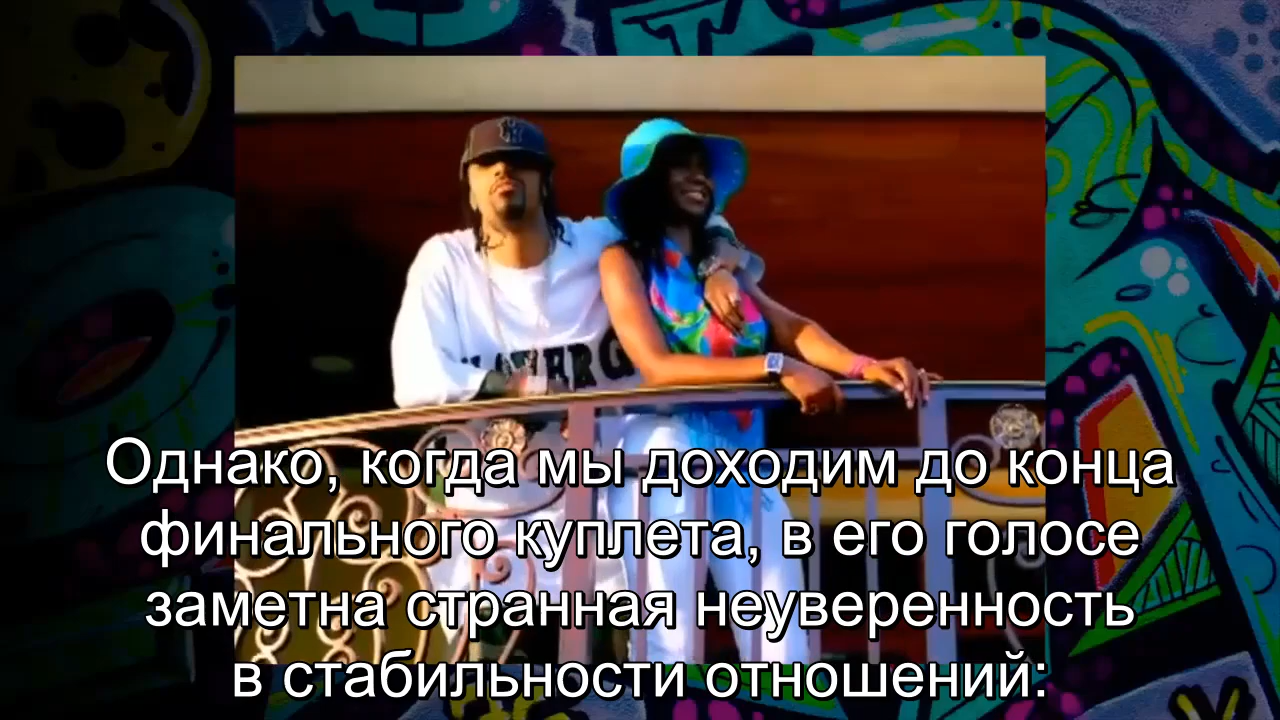 Однако, когда мы доходим до конца
финального куплета, в его голосе
заметна странная неуверенность
в стабильности отношений: